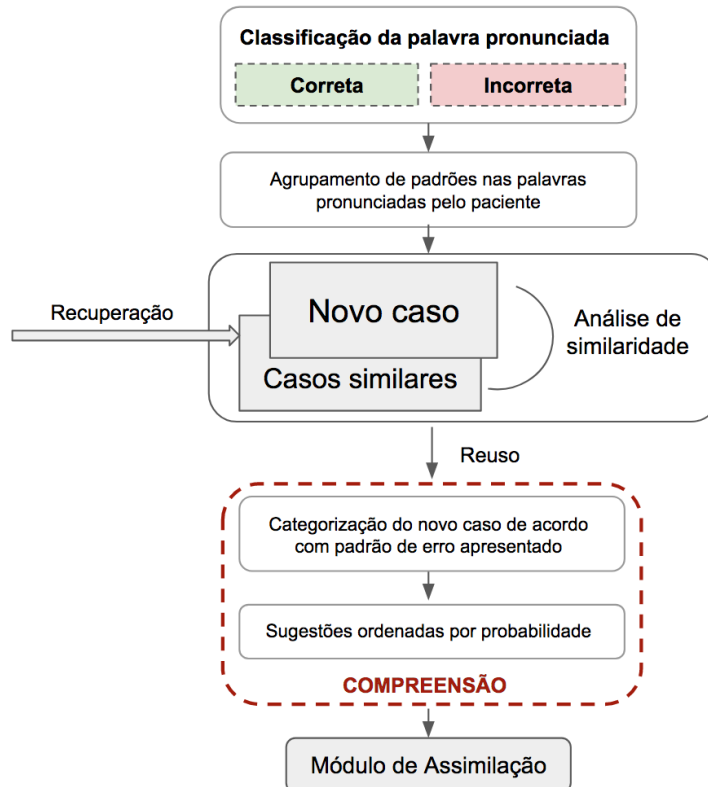 Classificação da palavra pronunciada
Correta
Incorreta
Agrupamento de padrões nas palavras
pronunciadas pelo paciente
Recuperação
Novo caso
Casos similares
Análise de
similaridade
Reuso
Categorização do novo caso de acordo
com padrão de erro apresentado
Sugestões ordenadas por probabilidade
COMPREENSÃO
Módulo de Assimilação